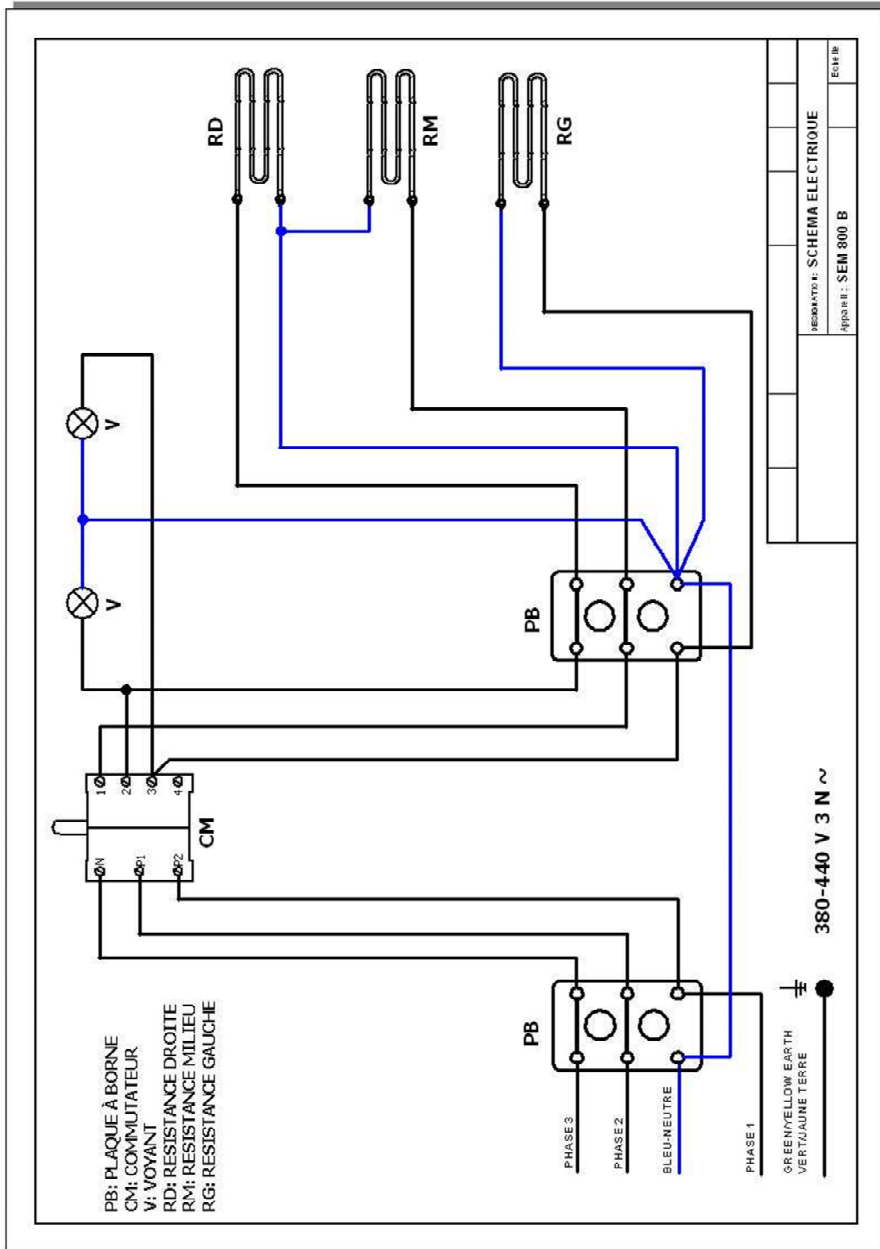 PB: PLAQUE À BORNE
CM: COMMUTATEUR
V: VOYANT
RD: RESISTANCE DROITE
RM: RESISTANCE MILIEU
RG: RESISTANCE GAUCHE
RD
RM
RG
V
V
CM
N
P1
P2
1
2
3
4
PB
PB
PHASE 3
PHASE 2
BLEU-NEUTRE
PHASE 1
GREEN/YELLOW EARTH
VERT/JAUNE TERRE
380-440 V 3 N ~
DESIGNATION: SCHEMA ELECTRIQUE
Appareil: SEM 800 B
Echelle